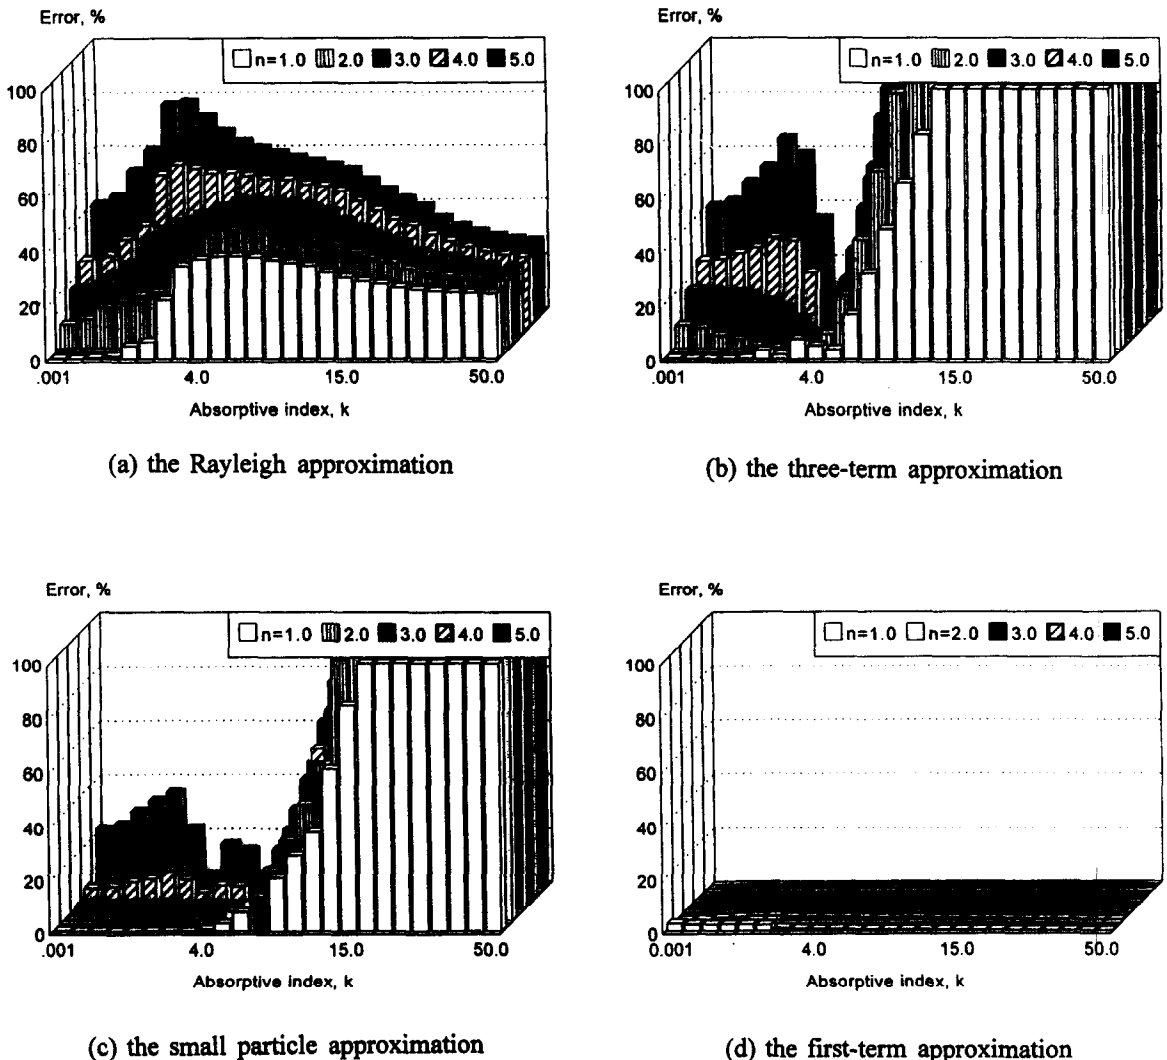 Error, %
n=1.0 2.0 3.0 4.0 5.0
100
80
60
40
20
0
.001 4.0 15.0 50.0
Absorptive index, k
(a) the Rayleigh approximation
Error, %
n=1.0 2.0 3.0 4.0 5.0
100
80
60
40
20
0
.001 4.0 15.0 50.0
Absorptive index, k
(b) the three-term approximation
Error, %
n=1.0 2.0 3.0 4.0 5.0
100
80
60
40
20
0
.001 4.0 15.0 50.0
Absorptive index, k
(c) the small particle approximation
Error, %
n=1.0 n=2.0 3.0 4.0 5.0
100
80
60
40
20
0
0.001 4.0 15.0 50.0
Absorptive index, k
(d) the first-term approximation